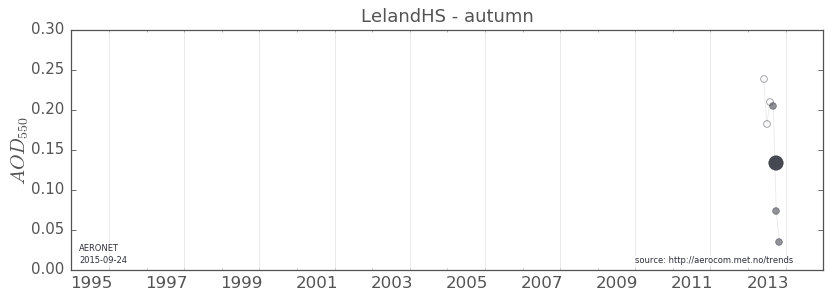 LelandHS - autumn
0.30
0.25
0.20
0.15
0.10
0.05
0.00
AOD550
AERONET
2015-09-24
source: http://aerocom.met.no/trends
1995 1997 1999 2001 2003 2005 2007 2009 2011 2013